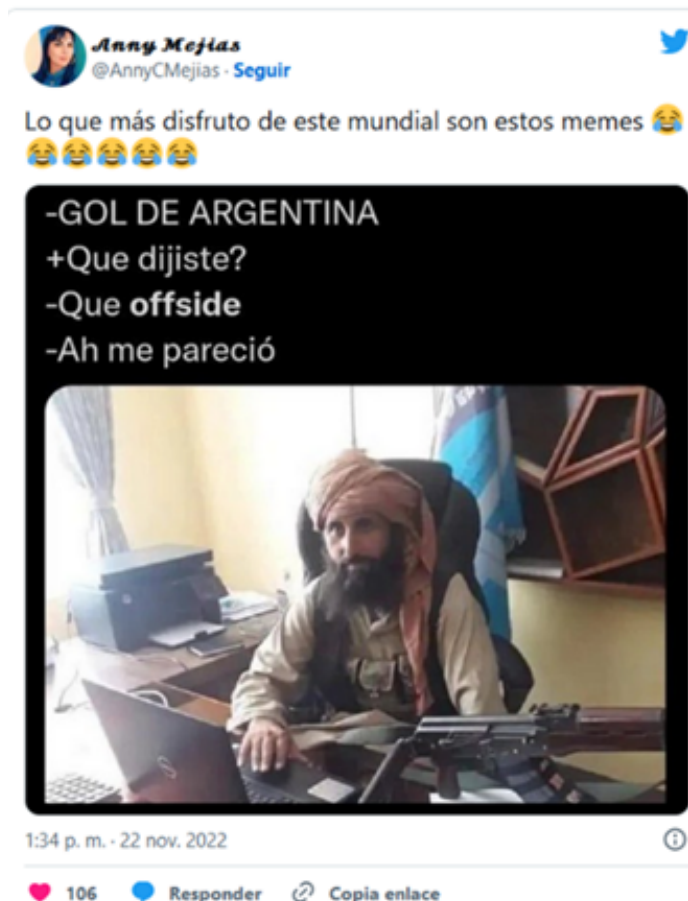 Anny Mejias
@AnnyCMejias · Seguir
Lo que más disfruto de este mundial son estos memes 😂
😂😂😂😂😂
-GOL DE ARGENTINA
+Que dijiste?
-Que offside
-Ah me pareció
1:34 p. m. · 22 nov. 2022
106 Responder Copia enlace